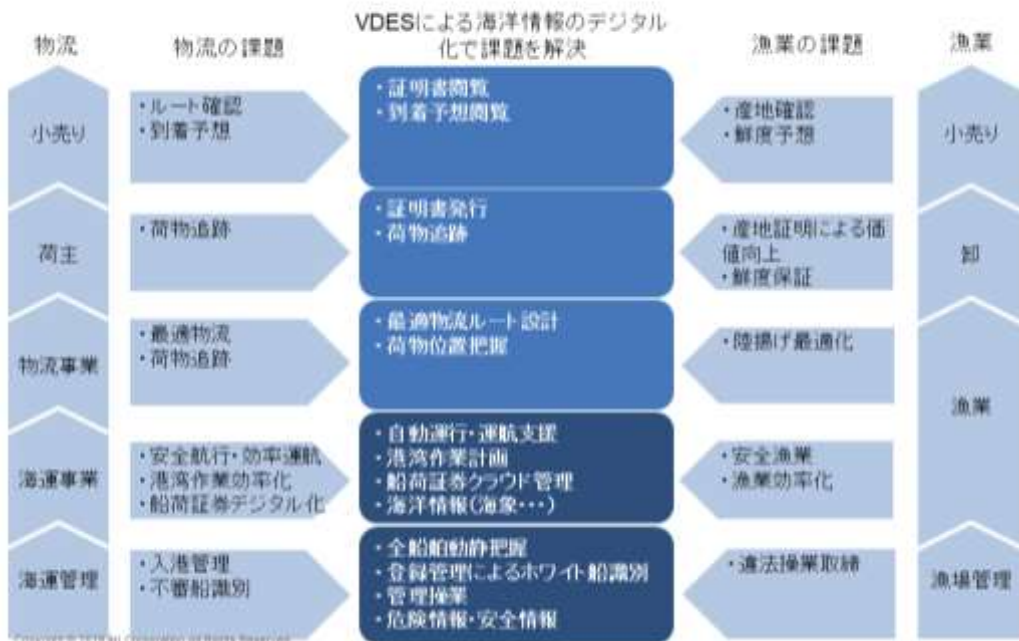 物流
物流の課題
VDESによる海洋情報のデジタル
化で課題を解決
漁業の課題
漁業
小売り
・ルート確認
・到着予想
・証明書閲覧
・到着予想閲覧
・産地確認
・鮮度予想
小売り
荷主
・荷物追跡
・証明書発行
・荷物追跡
・産地証明による価
値向上
・鮮度保証
卸
物流事業
・最適物流
・荷物追跡
・最適物流ルート設計
・荷物位置把握
・陸揚げ最適化
漁業
海運事業
・安全航行・効率運航
・港湾作業効率化
・船荷証券デジタル化
・自動運行・運航支援
・港湾作業計画
・船荷証券クラウド管理
・海洋情報(海象・・・)
・安全漁業
・漁業効率化
海運管理
・入港管理
・不審船識別
・全船舶動静把握
・登録管理によるホワイト船識別
・管理操業
・危険情報・安全情報
・違法操業取締
漁場管理